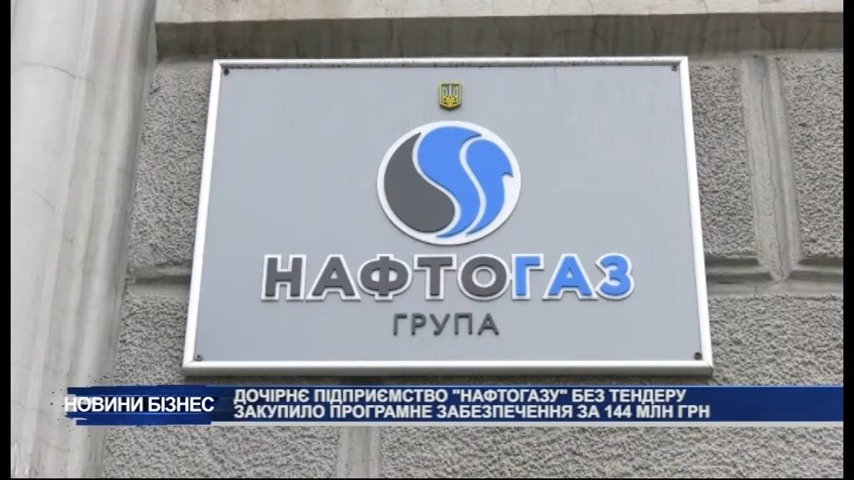 НАФТОГАЗ
ГРУПА
НОВИНИ БІЗНЕС
ДОЧІРНЄ ПІДПРИЄМСТВО "НАФТОГАЗУ" БЕЗ ТЕНДЕРУ
ЗАКУПИЛО ПРОГРАМНЕ ЗАБЕЗПЕЧЕННЯ ЗА 144 МЛН ГРН